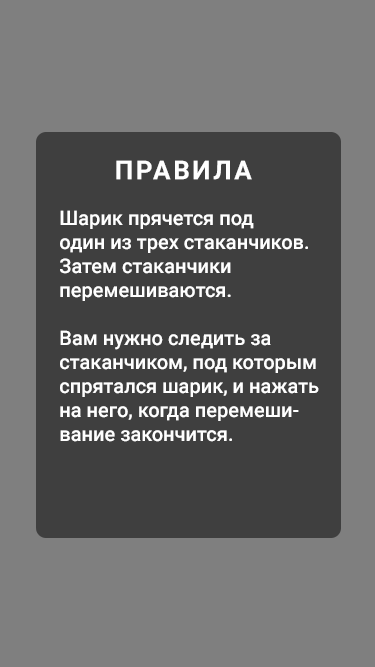 ПРАВИЛА
Шарик прячется под
один из трех стаканчиков.
Затем стаканчики
перемешиваются.
Вам нужно следить за
стаканчиком, под которым
спрятался шарик, и нажать
на него, когда перемеши-
вание закончится.